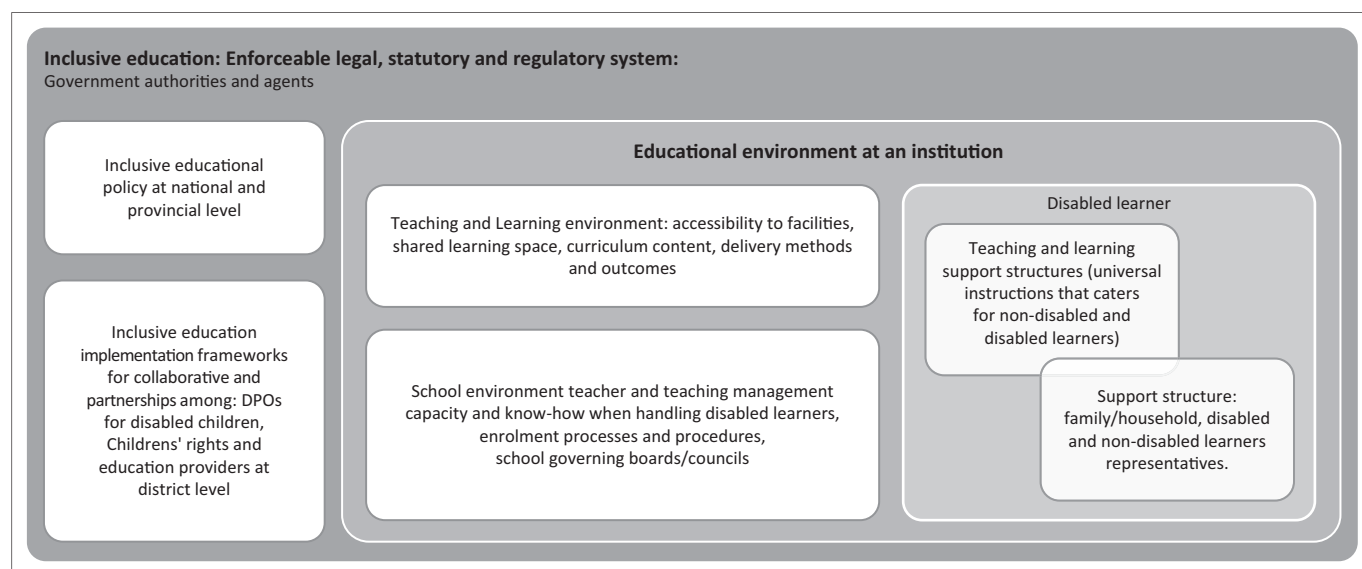 Inclusive education: Enforceable legal, statutory and regulatory system:
Government authorities and agents
Inclusive educational
policy at national and
provincial level
Inclusive education
implementation frameworks
for collaborative and
partnerships among: DPOs
for disabled children,
Childrens' rights and
education providers at
district level
Educational environment at an institution
Teaching and Learning environment: accessibility to facilities,
shared learning space, curriculum content, delivery methods
and outcomes
School environment teacher and teaching management
capacity and know-how when handling disabled learners,
enrolment processes and procedures,
school governing boards/councils
Disabled learner
Teaching and learning
support structures (universal
instructions that caters
for non-disabled and
disabled learners)
Support structure:
family/household, disabled
and non-disabled learners
representatives.